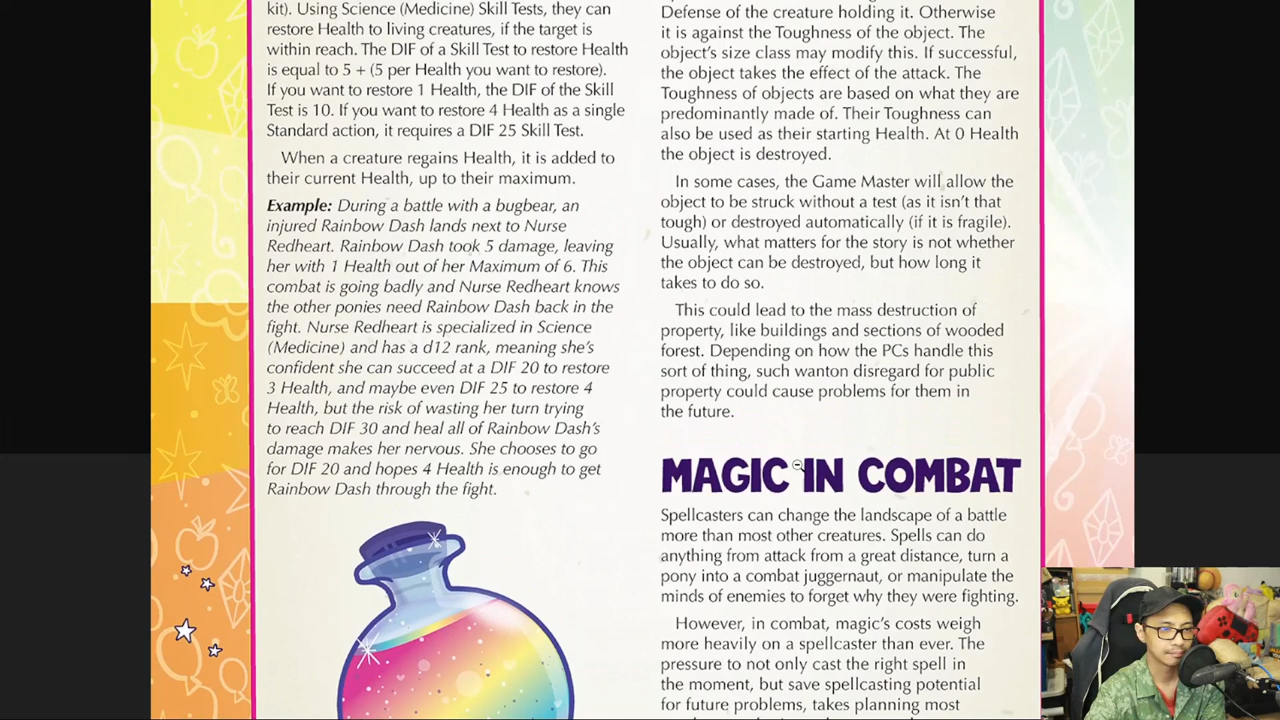 kit). Using Science (Medicine) Skill Tests, they can
restore Health to living creatures, if the target is
within reach. The DIF of a Skill Test to restore Health
is equal to 5 + (5 per Health you want to restore).
If you want to restore 1 Health, the DIF of the Skill
Test is 10. If you want to restore 4 Health as a single
Standard action, it requires a DIF 25 Skill Test.
When a creature regains Health, it is added to
their current Health, up to their maximum.
Example: During a battle with a bugbear, an
injured Rainbow Dash lands next to Nurse
Redheart. Rainbow Dash took 5 damage, leaving
her with 1 Health out of her Maximum of 6. This
combat is going badly and Nurse Redheart knows
the other ponies need Rainbow Dash back in the
fight. Nurse Redheart is specialized in Science
(Medicine) and has a d12 rank, meaning she's
confident she can succeed at a DIF 20 to restore
3 Health, and maybe even DIF 25 to restore 4
Health, but the risk of wasting her turn trying
to reach DIF 30 and heal all of Rainbow Dash's
damage makes her nervous. She chooses to go
for DIF 20 and hopes 4 Health is enough to get
Rainbow Dash through the fight.
Defense of the creature holding it. Otherwise
it is against the Toughness of the object. The
object's size class may modify this. If successful,
the object takes the effect of the attack. The
Toughness of objects are based on what they are
predominantly made of. Their Toughness can
also be used as their starting Health. At 0 Health
the object is destroyed.
In some cases, the Game Master will allow the
object to be struck without a test (as it isn't that
tough) or destroyed automatically (if it is fragile).
Usually, what matters for the story is not whether
the object can be destroyed, but how long it
takes to do so.
This could lead to the mass destruction of
property, like buildings and sections of wooded
forest. Depending on how the PCs handle this
sort of thing, such wanton disregard for public
property could cause problems for them in
the future.
MAGIC IN COMBAT
Spellcasters can change the landscape of a battle
more than most other creatures. Spells can do
anything from attack from a great distance, turn a
pony into a combat juggernaut, or manipulate the
minds of enemies to forget why they were fighting.
However, in combat, magic's costs weigh
more heavily on a spellcaster than ever. The
pressure to not only cast the right spell in
the moment, but save spellcasting potential
for future problems, takes planning most